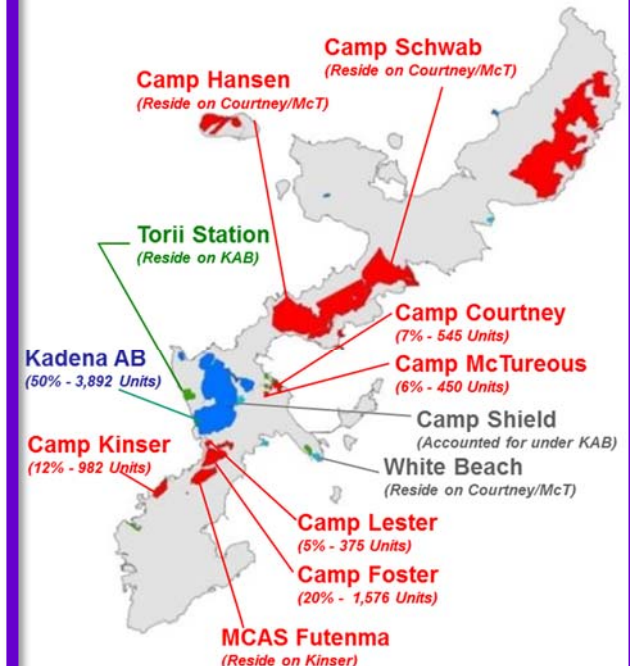 Camp Schwab
(Reside on Courtney/McT)
Camp Hansen
(Reside on Courtney/McT)
Torii Station
(Reside on KAB)
Camp Courtney
(7% - 545 Units)
Kadena AB
(50% - 3,892 Units)
Camp McTureous
(6% - 450 Units)
Camp Shield
(Accounted for under KAB)
Camp Kinser
(12% - 982 Units)
White Beach
(Reside on Courtney/McT)
Camp Lester
(5% - 375 Units)
Camp Foster
(20% - 1,576 Units)
MCAS Futenma
(Reside on Kinser)